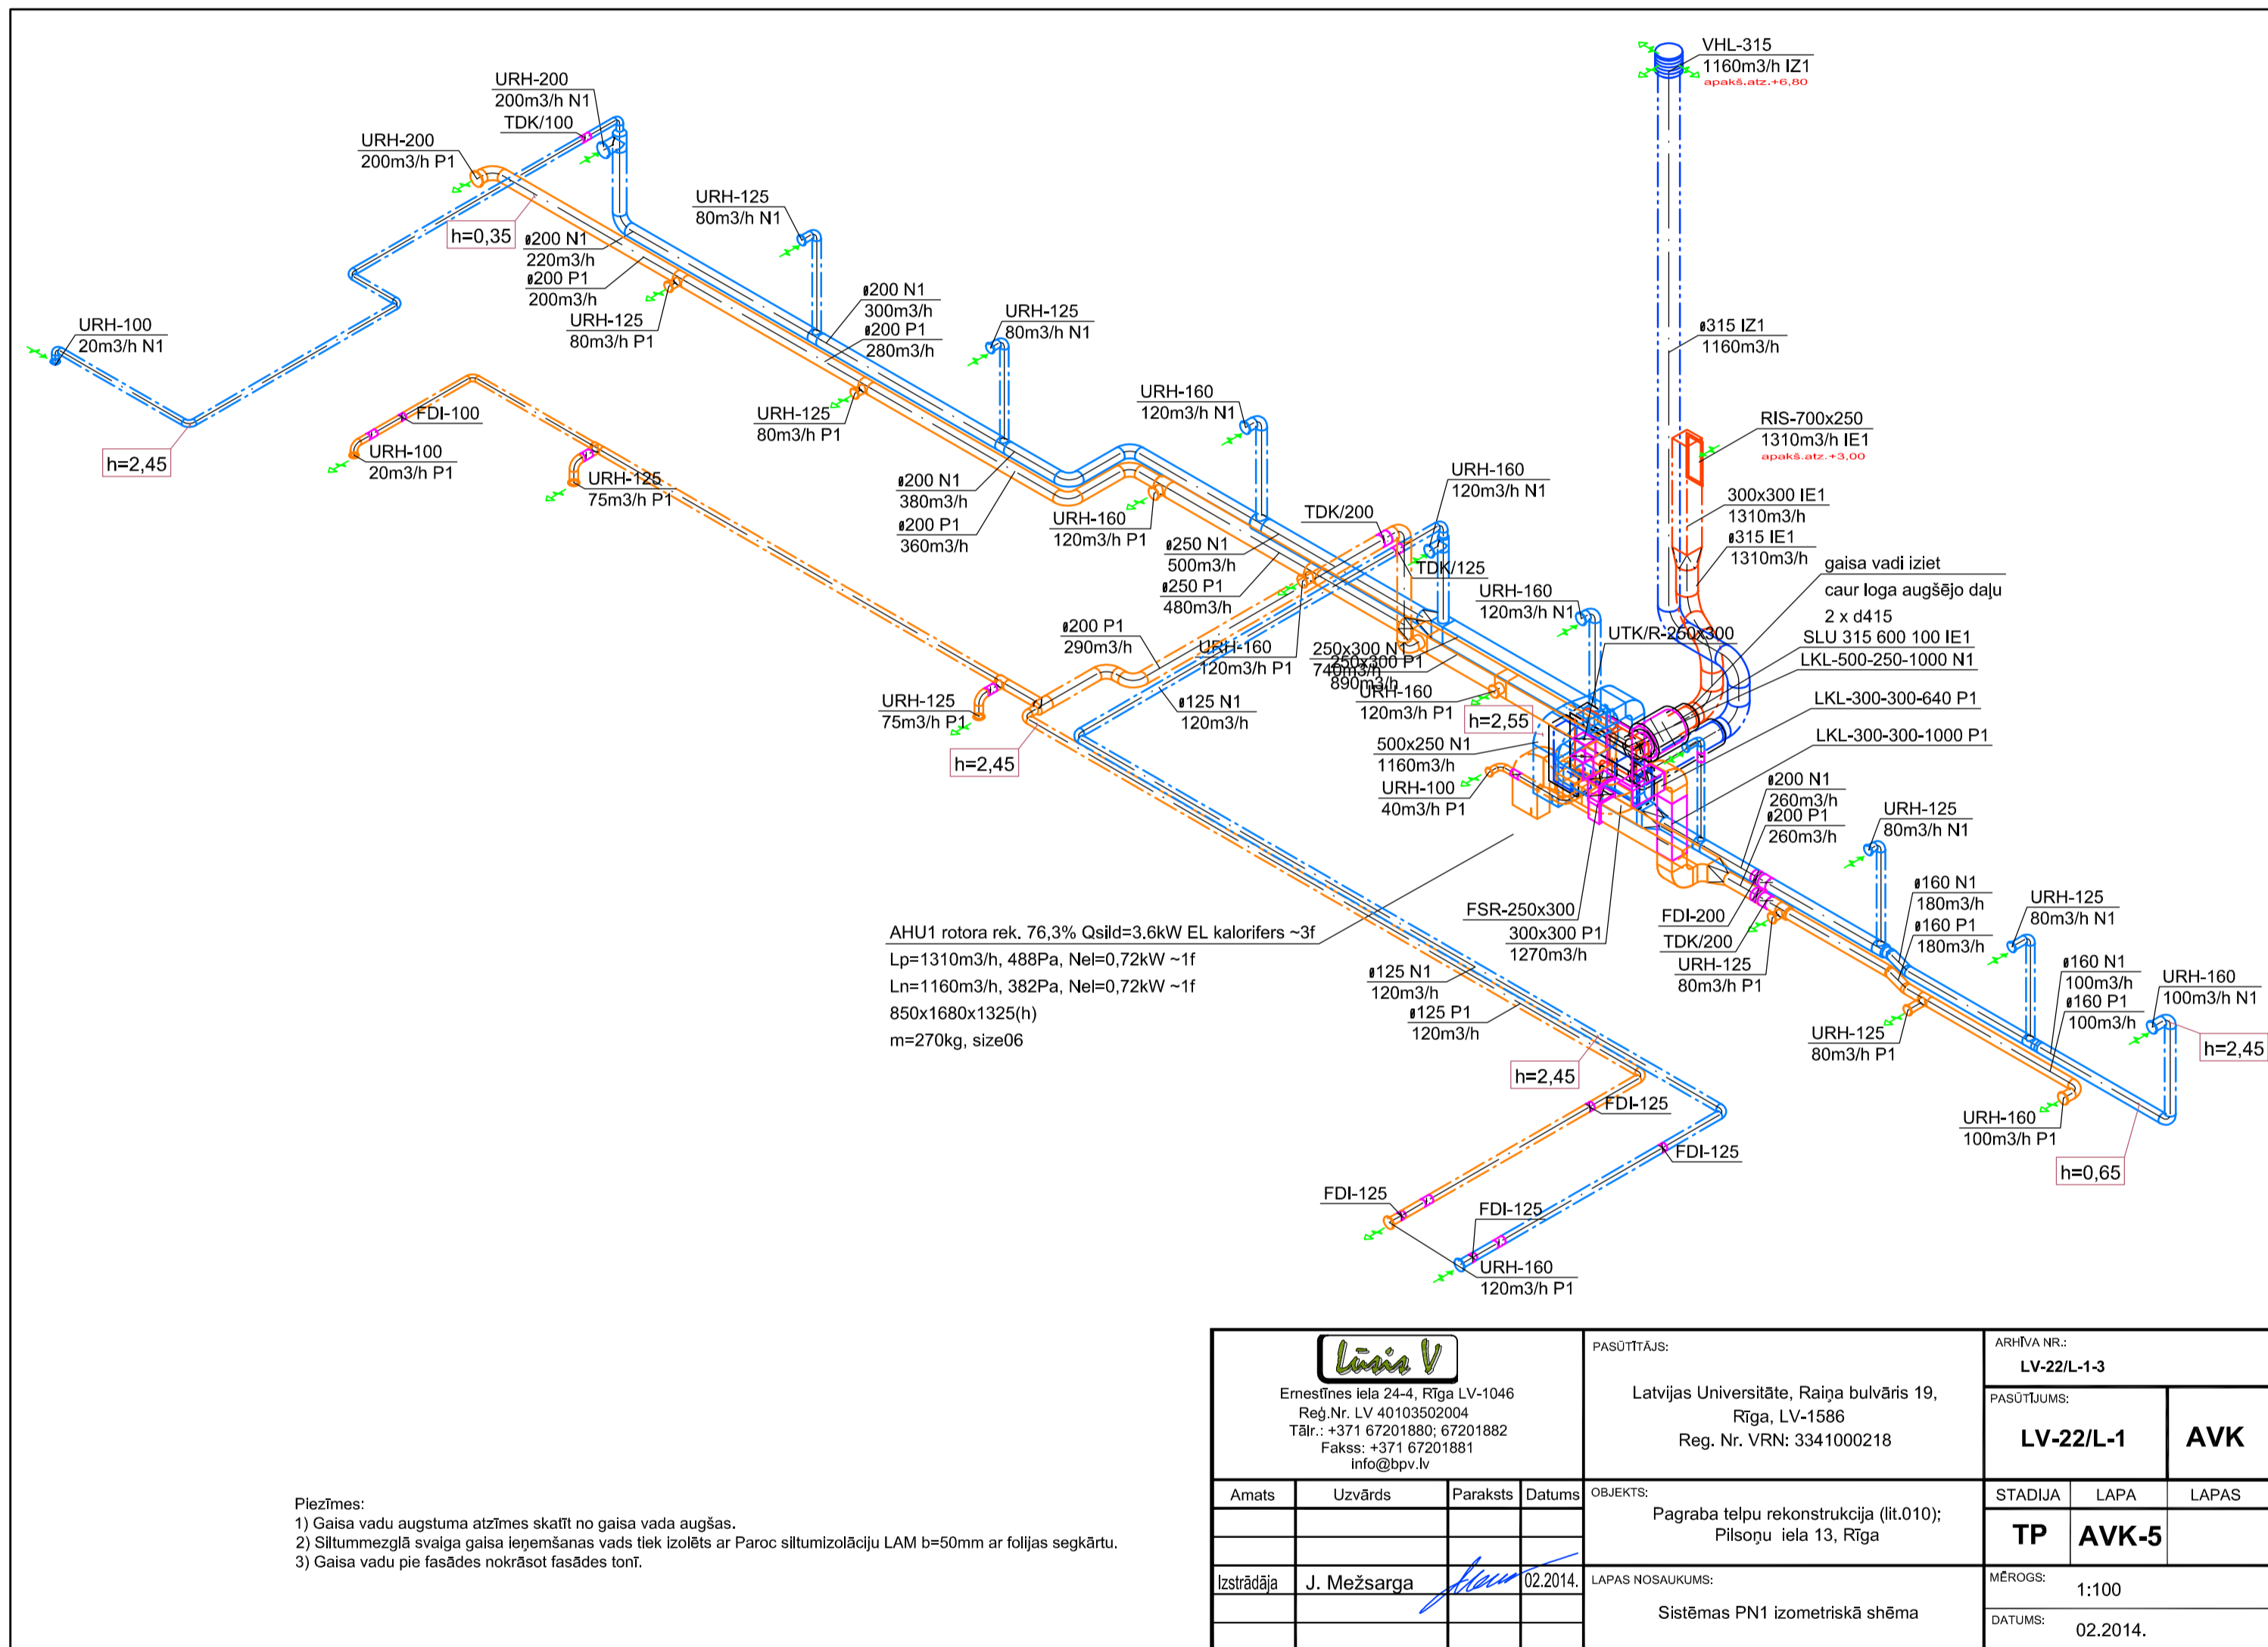 VHL-315
1160m3/h IZ1
apakš.atz.+6,80
URH-200
200m3/h N1
TDK/100
URH-200
200m3/h P1
h=0,35
URH-125
80m3/h N1
ø200 N1
220m3/h
ø200 P1
200m3/h
URH-125
80m3/h P1
URH-100
20m3/h N1
ø200 N1
300m3/h
ø200 P1
280m3/h
URH-125
80m3/h N1
ø315 IZ1
1160m3/h
FDI-100
URH-100
20m3/h P1
h=2,45
URH-125
80m3/h P1
URH-160
120m3/h N1
RIS-700x250
1310m3/h IE1
apakš.atz.+3,00
URH-125
75m3/h P1
ø200 N1
380m3/h
ø200 P1
360m3/h
URH-160
120m3/h P1
URH-160
120m3/h N1
TDK/200
300x300 IE1
1310m3/h
ø315 IE1
1310m3/h
ø250 N1
500m3/h
ø250 P1
480m3/h
TDK/125
gaisa vadi iziet
caur loga augšējo daļu
2 x d415
SLU 315 600 100 IE1
LKL-500-250-1000 N1
LKL-300-300-640 P1
LKL-300-300-1000 P1
URH-160
120m3/h N1
UTK/R-250x300
ø200 P1
290m3/h
URH-160
120m3/h P1
250x300 N1
740m3/h
250x300 P1
890m3/h
URH-160
120m3/h P1
h=2,55
URH-125
75m3/h P1
ø125 N1
120m3/h
h=2,45
500x250 N1
1160m3/h
URH-100
40m3/h P1
ø200 N1
260m3/h
ø200 P1
260m3/h
URH-125
80m3/h N1
FSR-250x300
300x300 P1
1270m3/h
FDI-200
TDK/200
URH-125
80m3/h P1
ø160 N1
180m3/h
ø160 P1
180m3/h
URH-125
80m3/h N1
AHU1 rotora rek. 76,3% Qsild=3.6kW EL kalorifers ~3f
Lp=1310m3/h, 488Pa, Nel=0,72kW ~1f
Ln=1160m3/h, 382Pa, Nel=0,72kW ~1f
850x1680x1325(h)
m=270kg, size06
ø125 N1
120m3/h
ø125 P1
120m3/h
ø160 N1
100m3/h
ø160 P1
100m3/h
URH-160
100m3/h N1
URH-125
80m3/h P1
h=2,45
h=2,45
FDI-125
URH-160
100m3/h P1
FDI-125
h=0,65
FDI-125
FDI-125
URH-160
120m3/h P1
Piezīmes:
1) Gaisa vadu augstuma atzīmes skatīt no gaisa vada augšas.
2) Siltummezglā svaiga gaisa ieņemšanas vads tiek izolēts ar Paroc siltumizolāciju LAM b=50mm ar folijas segkārtu.
3) Gaisa vadu pie fasādes nokrāsot fasādes tonī.
Lūsis V
Ernestīnes iela 24-4, Rīga LV-1046
Reģ.Nr. LV 40103502004
Tālr.: +371 67201880; 67201882
Fakss: +371 67201881
info@bpv.lv
PASŪTĪTĀJS:
Latvijas Universitāte, Raiņa bulvāris 19,
Rīga, LV-1586
Reg. Nr. VRN: 3341000218
ARHĪVA NR.:
LV-22/L-1-3
PASŪTĪJUMS:
LV-22/L-1 AVK
Amats Uzvārds Paraksts Datums
OBJEKTS:
Pagraba telpu rekonstrukcija (lit.010);
Pilsoņu iela 13, Rīga
STADIJA LAPA LAPAS
TP AVK-5
Izstrādāja J. Mežsarga 02.2014.
LAPAS NOSAUKUMS:
Sistēmas PN1 izometriskā shēma
MĒROGS:
1:100
DATUMS:
02.2014.